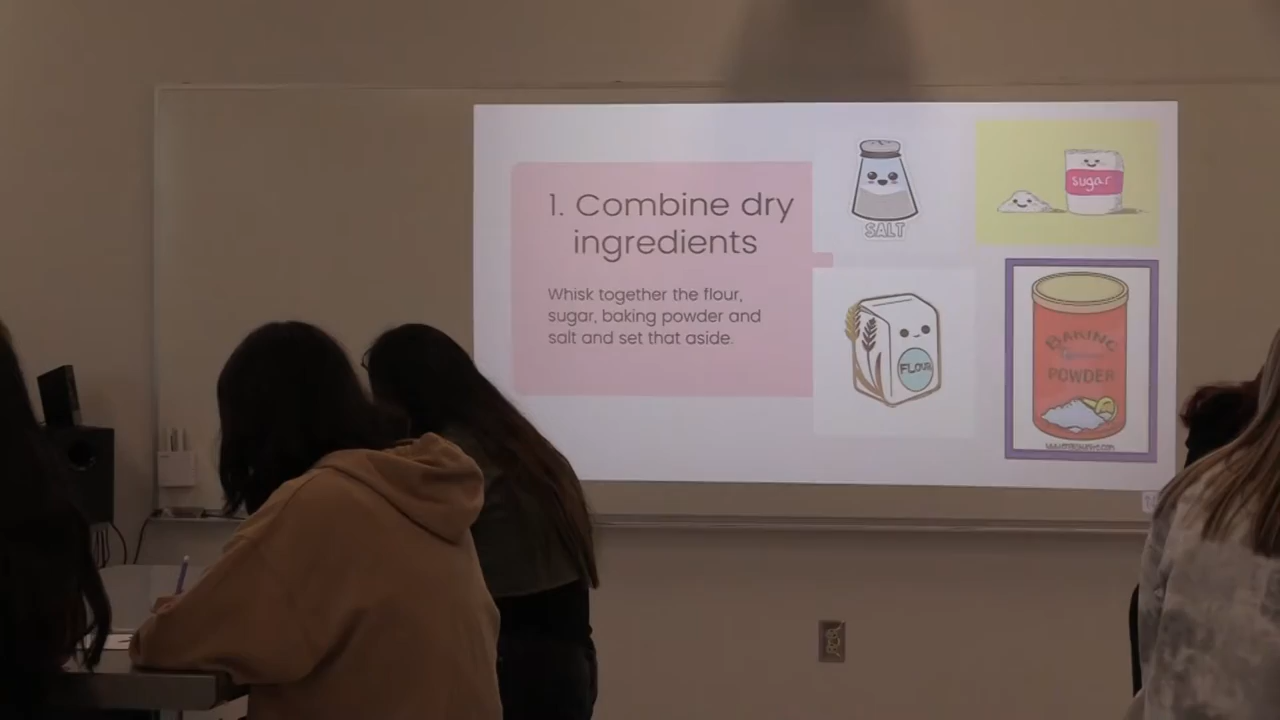 1. Combine dry
ingredients
Whisk together the flour,
sugar, baking powder and
salt and set that aside.
SALT
sugar
FLOUR
BAKING
POWDER